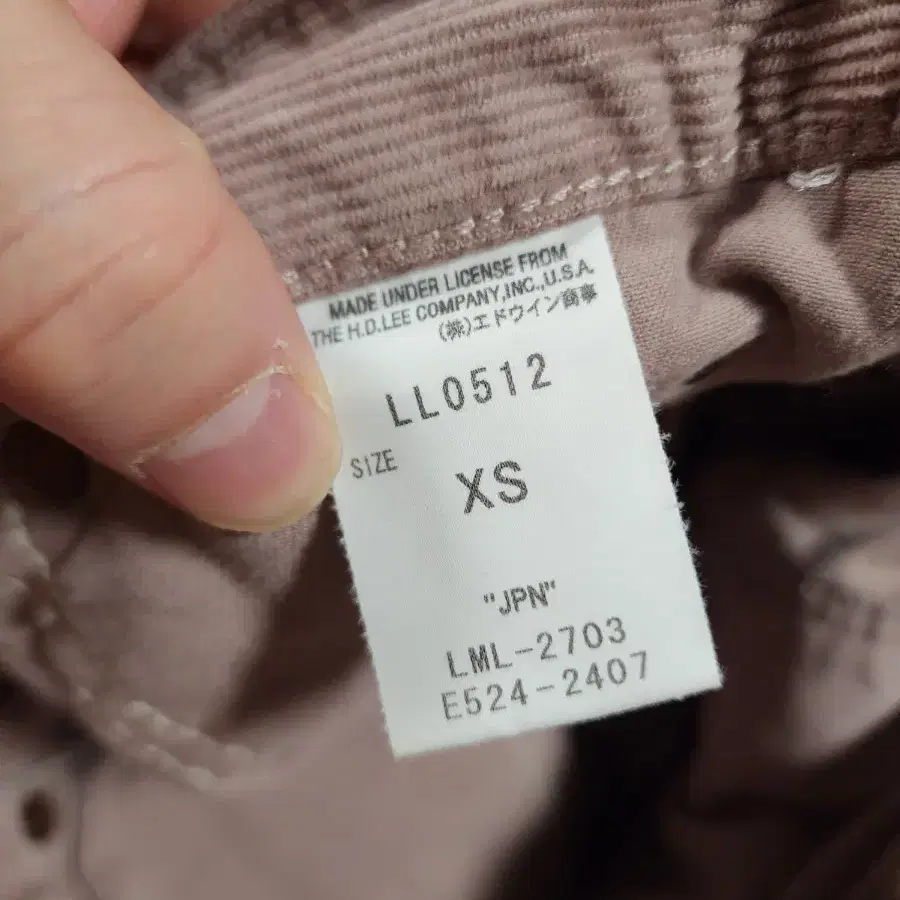 MADE UNDER LICENSE FROM
THE H.D.LEE COMPANY,INC.,U.S.A.
(株)エドウイン商事
LL0512
SIZE
XS
"JPN"
LML-2703
E524-2407